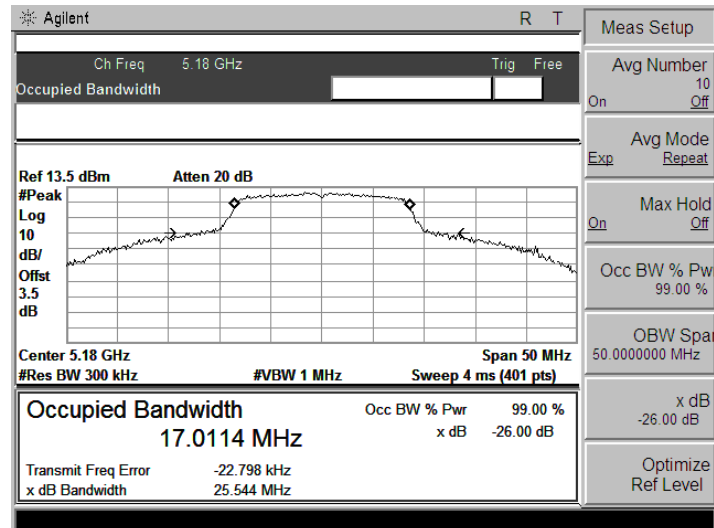 Agilent R T
Ch Freq 5.18 GHz Trig Free
Occupied Bandwidth
Ref 13.5 dBm Atten 20 dB
#Peak
Log
10
dB/
Offst
3.5
dB
Center 5.18 GHz Span 50 MHz
#Res BW 300 kHz #VBW 1 MHz Sweep 4 ms (401 pts)
Occupied Bandwidth Occ BW % Pwr 99.00 %
17.0114 MHz x dB -26.00 dB
Transmit Freq Error -22.798 kHz
x dB Bandwidth 25.544 MHz
Meas Setup
Avg Number
10
On Off
Avg Mode
Exp Repeat
Max Hold
On Off
Occ BW % Pw
99.00 %
OBW Spa
50.0000000 MHz
x dB
-26.00 dB
Optimize
Ref Level